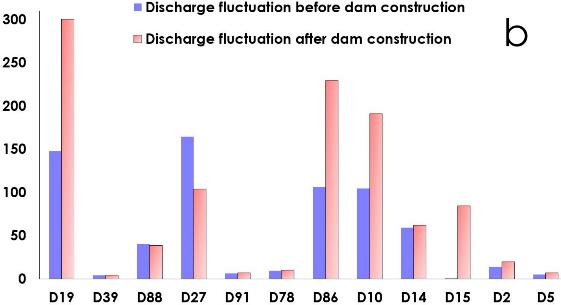 Discharge fluctuation before dam construction
Discharge fluctuation after dam construction
b
300
250
200
150
100
50
0
D19 D39 D88 D27 D91 D78 D86 D10 D14 D15 D2 D5